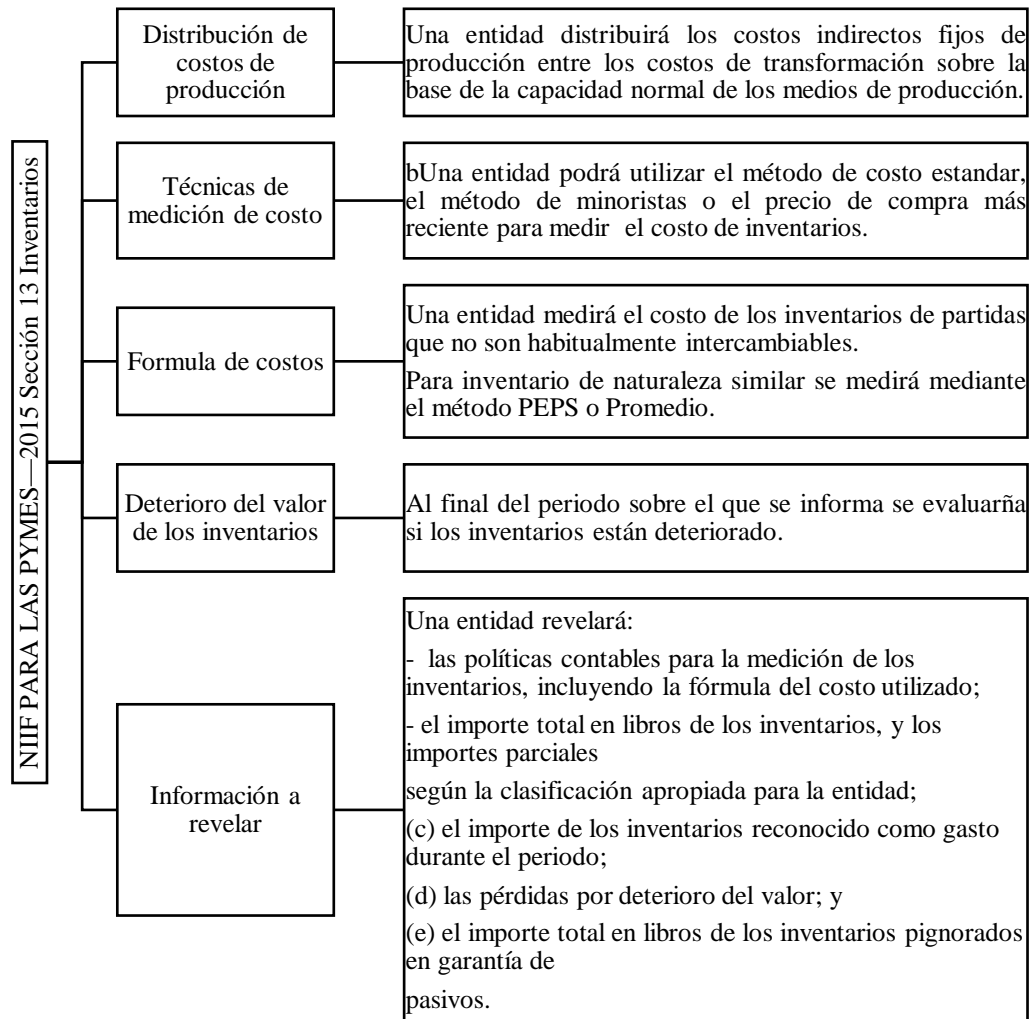 NIIF PARA LAS PYMES—2015 Sección 13 Inventarios
Distribución de
costos de
producción
Una entidad distribuirá los costos indirectos fijos de
producción entre los costos de transformación sobre la
base de la capacidad normal de los medios de producción.
Técnicas de
medición de costo
bUna entidad podrá utilizar el método de costo estandar,
el método de minoristas o el precio de compra más
reciente para medir el costo de inventarios.
Formula de costos
Una entidad medirá el costo de los inventarios de partidas
que no son habitualmente intercambiables.
Para inventario de naturaleza similar se medirá mediante
el método PEPS o Promedio.
Deterioro del valor
de los inventarios
Al final del periodo sobre el que se informa se evaluarña
si los inventarios están deteriorado.
Información a
revelar
Una entidad revelará:
- las políticas contables para la medición de los
inventarios, incluyendo la fórmula del costo utilizado;
- el importe total en libros de los inventarios, y los
importes parciales
según la clasificación apropiada para la entidad;
(c) el importe de los inventarios reconocido como gasto
durante el periodo;
(d) las pérdidas por deterioro del valor; y
(e) el importe total en libros de los inventarios pignorados
en garantía de
pasivos.